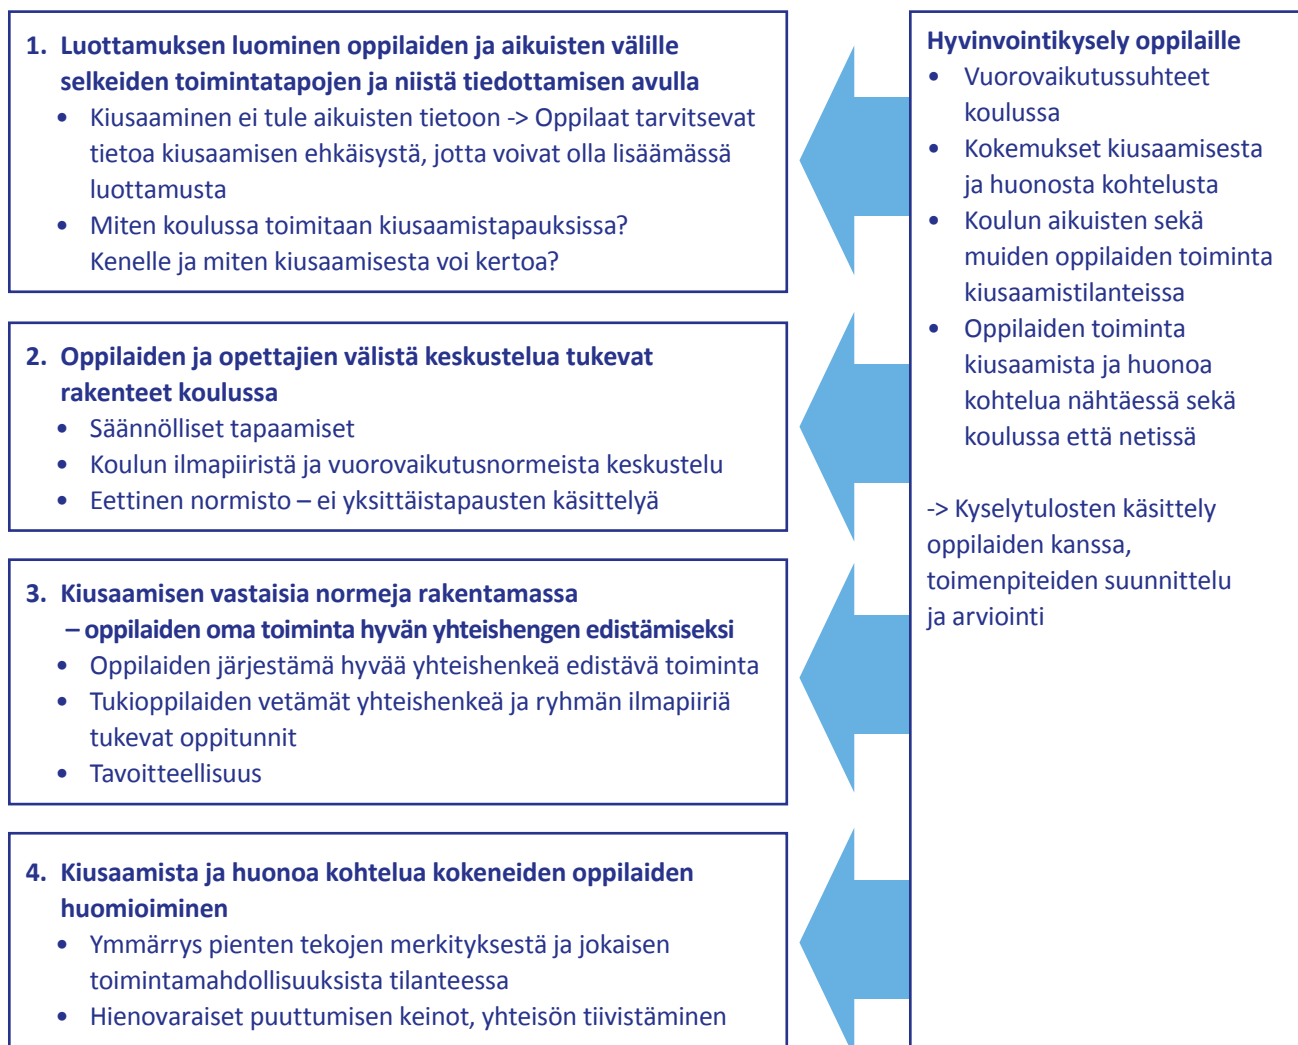 1. Luottamuksen luominen oppilaiden ja aikuisten välille
selkeiden toimintatapojen ja niistä tiedottamisen avulla
• Kiusaaminen ei tule aikuisten tietoon -> Oppilaat tarvitsevat
tietoa kiusaamisen ehkäisystä, jotta voivat olla lisäämässä
luottamusta
• Miten koulussa toimitaan kiusaamistapauksissa?
Kenelle ja miten kiusaamisesta voi kertoa?
2. Oppilaiden ja opettajien välistä keskustelua tukevat
rakenteet koulussa
• Säännölliset tapaamiset
• Koulun ilmapiiristä ja vuorovaikutusnormeista keskustelu
• Eettinen normisto – ei yksittäistapausten käsittelyä
3. Kiusaamisen vastaisia normeja rakentamassa
– oppilaiden oma toiminta hyvän yhteishengen edistämiseksi
• Oppilaiden järjestämä hyvää yhteishenkeä edistävä toiminta
• Tukioppilaiden vetämät yhteishenkeä ja ryhmän ilmapiiriä
tukevat oppitunnit
• Tavoitteellisuus
4. Kiusaamista ja huonoa kohtelua kokeneiden oppilaiden
huomioiminen
• Ymmärrys pienten tekojen merkityksestä ja jokaisen
toimintamahdollisuuksista tilanteessa
• Hienovaraiset puuttumisen keinot, yhteisön tiivistäminen
Hyvinvointikysely oppilaille
• Vuorovaikutussuhteet
koulussa
• Kokemukset kiusaamisesta
ja huonosta kohtelusta
• Koulun aikuisten sekä
muiden oppilaiden toiminta
kiusaamistilanteissa
• Oppilaiden toiminta
kiusaamista ja huonoa
kohtelua nähtäessä sekä
koulussa että netissä
-> Kyselytulosten käsittely
oppilaiden kanssa,
toimenpiteiden suunnittelu
ja arviointi